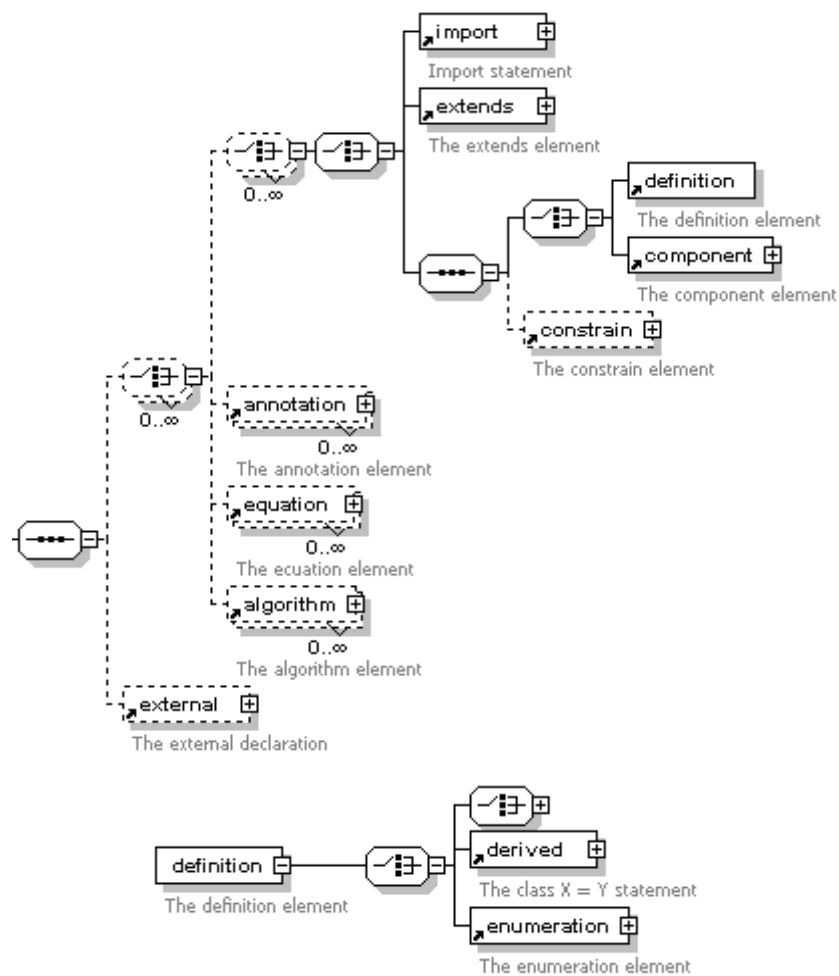 import
Import statement
extends
The extends element
0..∞
definition
The definition element
component
The component element
constrain
The constrain element
0..∞
annotation
0..∞
The annotation element
equation
0..∞
The ecuation element
algorithm
0..∞
The algorithm element
external
The external declaration
definition
The definition element
derived
The class X = Y statement
enumeration
The enumeration element